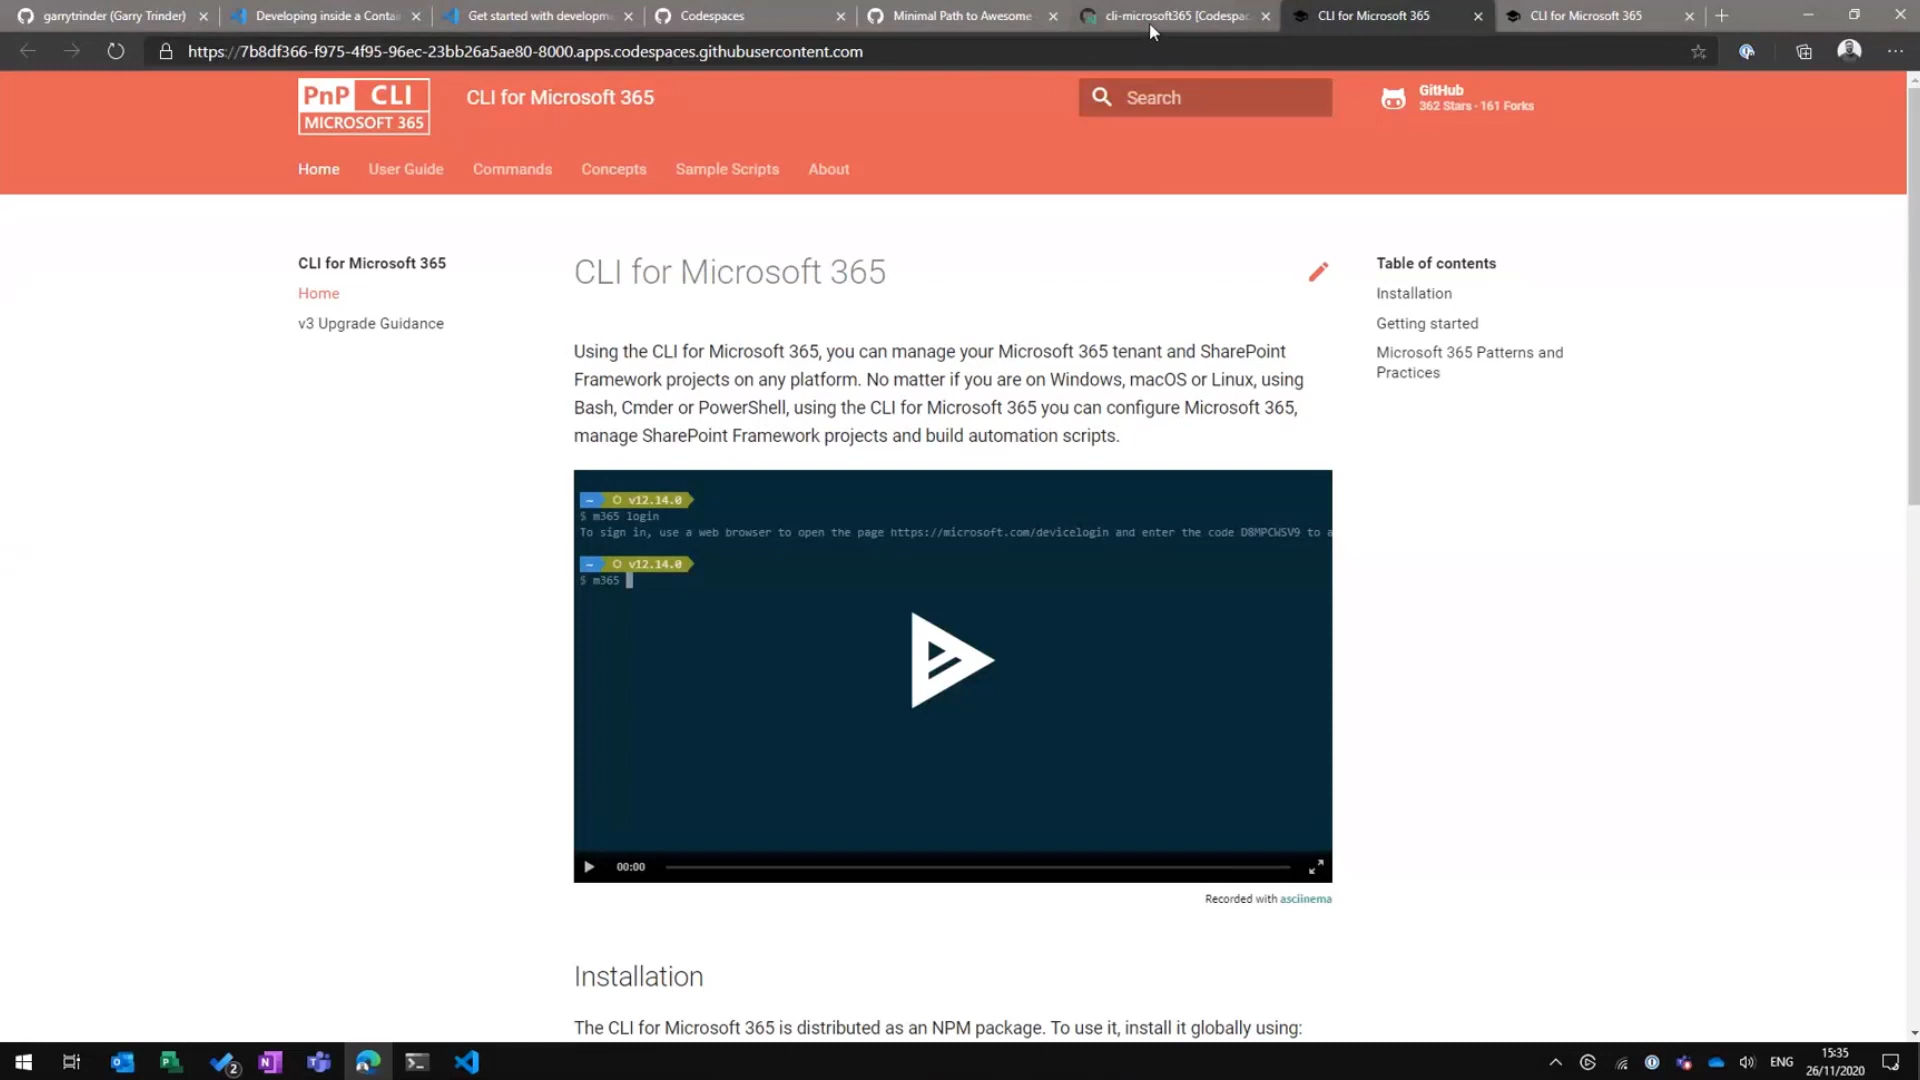 garrytrinder (Garry Trinder)
Developing inside a Conta
Get started with developm
Codespaces
Minimal Path to Awesome
cli-microsoft365 [Codespac
CLI for Microsoft 365
CLI for Microsoft 365
https://7b8df366-f975-4f95-96ec-23bb26a5ae80-8000.apps.codespaces.githubusercontent.com
PnP CLI
MICROSOFT 365
CLI for Microsoft 365
Search
GitHub
362 Stars · 161 Forks
Home
User Guide
Commands
Concepts
Sample Scripts
About
CLI for Microsoft 365
Home
v3 Upgrade Guidance
CLI for Microsoft 365
Table of contents
Installation
Getting started
Microsoft 365 Patterns and
Practices
Using the CLI for Microsoft 365, you can manage your Microsoft 365 tenant and SharePoint
Framework projects on any platform. No matter if you are on Windows, macOS or Linux, using
Bash, Cmder or PowerShell, using the CLI for Microsoft 365 you can configure Microsoft 365,
manage SharePoint Framework projects and build automation scripts.
~ v12.14.0
$ m365 login
To sign in, use a web browser to open the page https://microsoft.com/devicelogin and enter the code D8MPCWSV9 to a
~ v12.14.0
$ m365
00:00
Recorded with asciinema
Installation
The CLI for Microsoft 365 is distributed as an NPM package. To use it, install it globally using:
2
ENG
15:35
26/11/2020